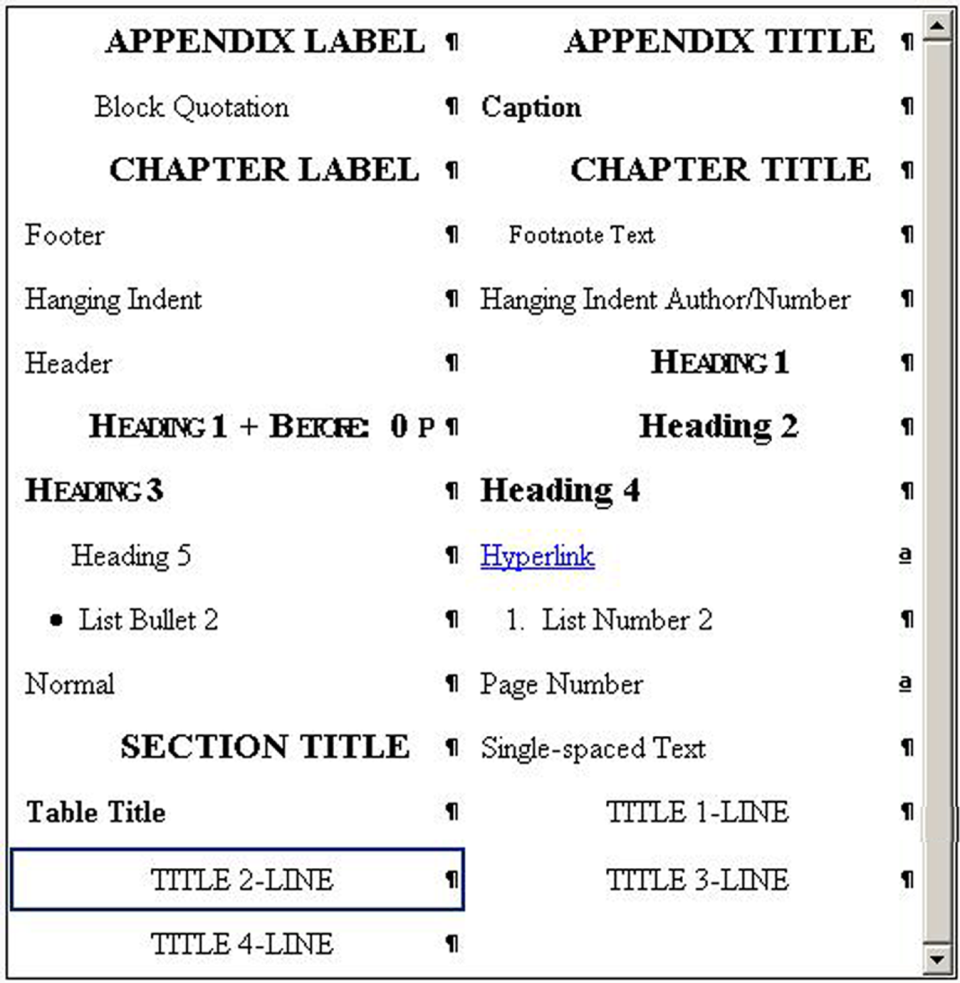 APPENDIX LABEL ¶ APPENDIX TITLE ¶
Block Quotation ¶ Caption ¶
CHAPTER LABEL ¶ CHAPTER TITLE ¶
Footer ¶ Footnote Text ¶
Hanging Indent ¶ Hanging Indent Author/Number ¶
Header ¶ HEADING 1 ¶
HEADING 1 + BEFORE: 0 P ¶ Heading 2 ¶
HEADING 3 ¶ Heading 4 ¶
Heading 5 ¶ Hyperlink a
• List Bullet 2 ¶ 1. List Number 2 ¶
Normal ¶ Page Number a
SECTION TITLE ¶ Single-spaced Text ¶
Table Title ¶ TITLE 1-LINE ¶
TITLE 2-LINE ¶ TITLE 3-LINE ¶
TITLE 4-LINE ¶